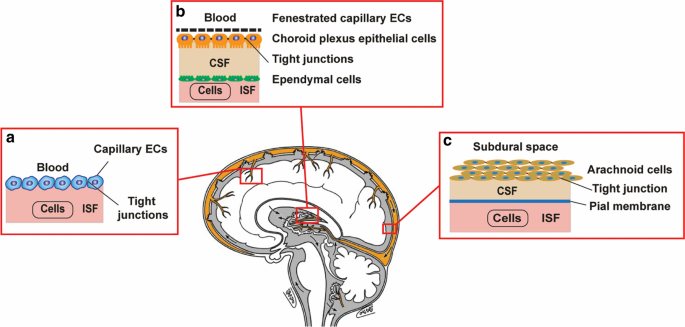 b
Blood
Fenestrated capillary ECs
Choroid plexus epithelial cells
Tight junctions
CSF
Ependymal cells
Cells
ISF
a
Capillary ECs
Blood
Tight
junctions
Cells
ISF
c
Subdural space
Arachnoid cells
CSF
Tight junction
Pial membrane
Cells
ISF